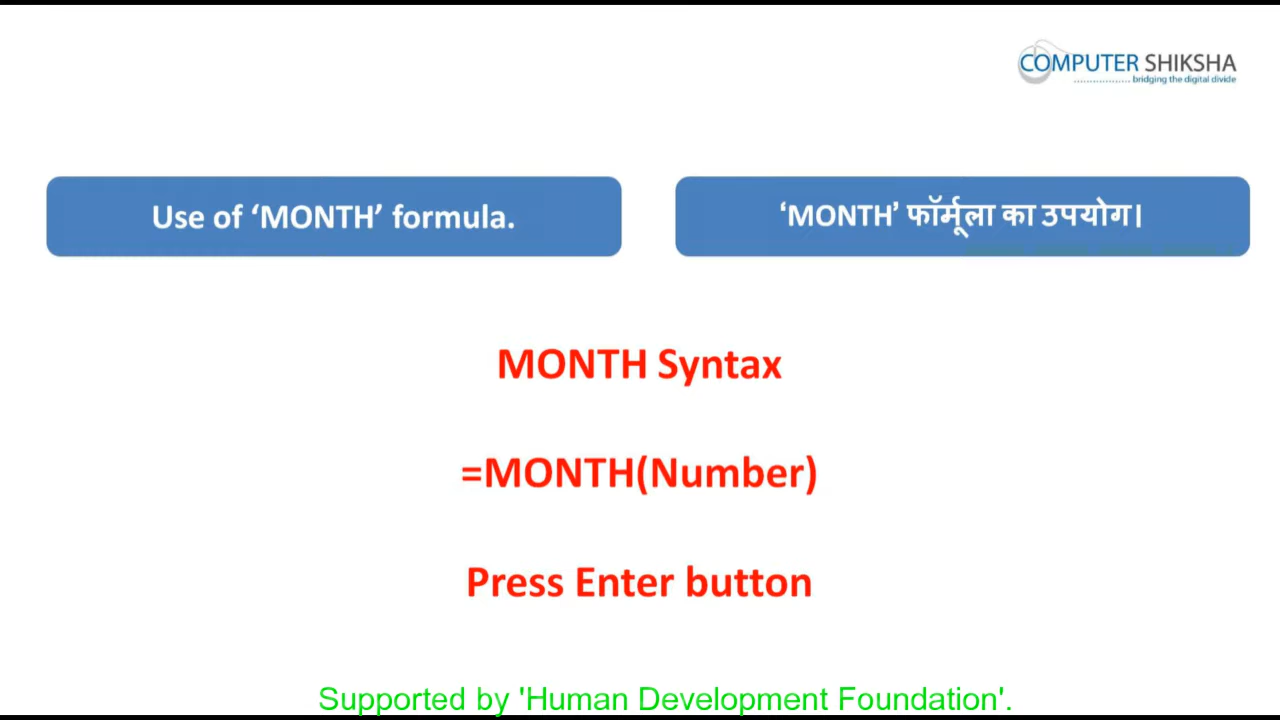 COMPUTER SHIKSHA
.................. bridging the digital divide
Use of ‘MONTH’ formula.
‘MONTH’ फॉर्मूला का उपयोग।
MONTH Syntax
=MONTH(Number)
Press Enter button
Supported by 'Human Development Foundation'.